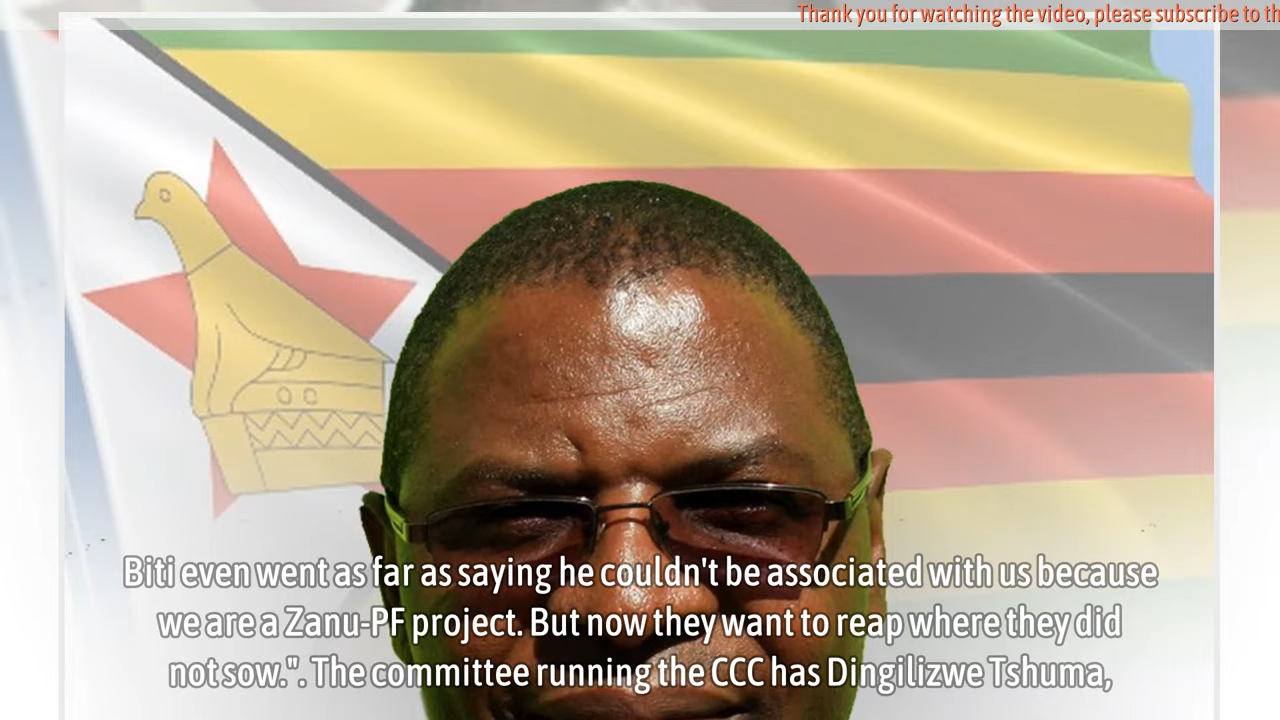 Thank you for watching the video, please subscribe to th
Biti even went as far as saying he couldn't be associated with us because
we are a Zanu-PF project. But now they want to reap where they did
not sow.". The committee running the CCC has Dingilizwe Tshuma,